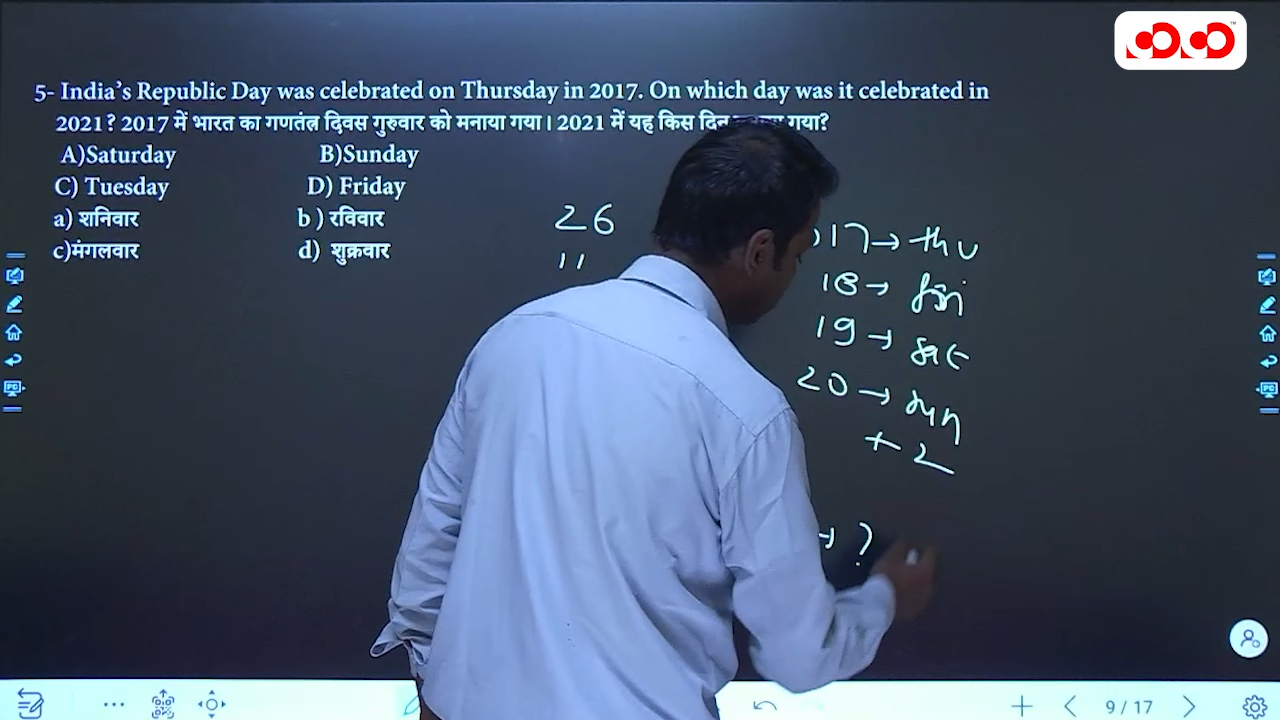 5- India's Republic Day was celebrated on Thursday in 2017. On which day was it celebrated in
2021? 2017 में भारत का गणतंत्र दिवस गुरुवार को मनाया गया। 2021 में यह किस दिन गया?
A)Saturday B)Sunday
C) Tuesday D) Friday
a) शनिवार b ) रविवार
c)मंगलवार d) शुक्रवार
26 17→ thu
11 18→ fri
19→ sat
20→ sun
+2
→ ?
9 / 17